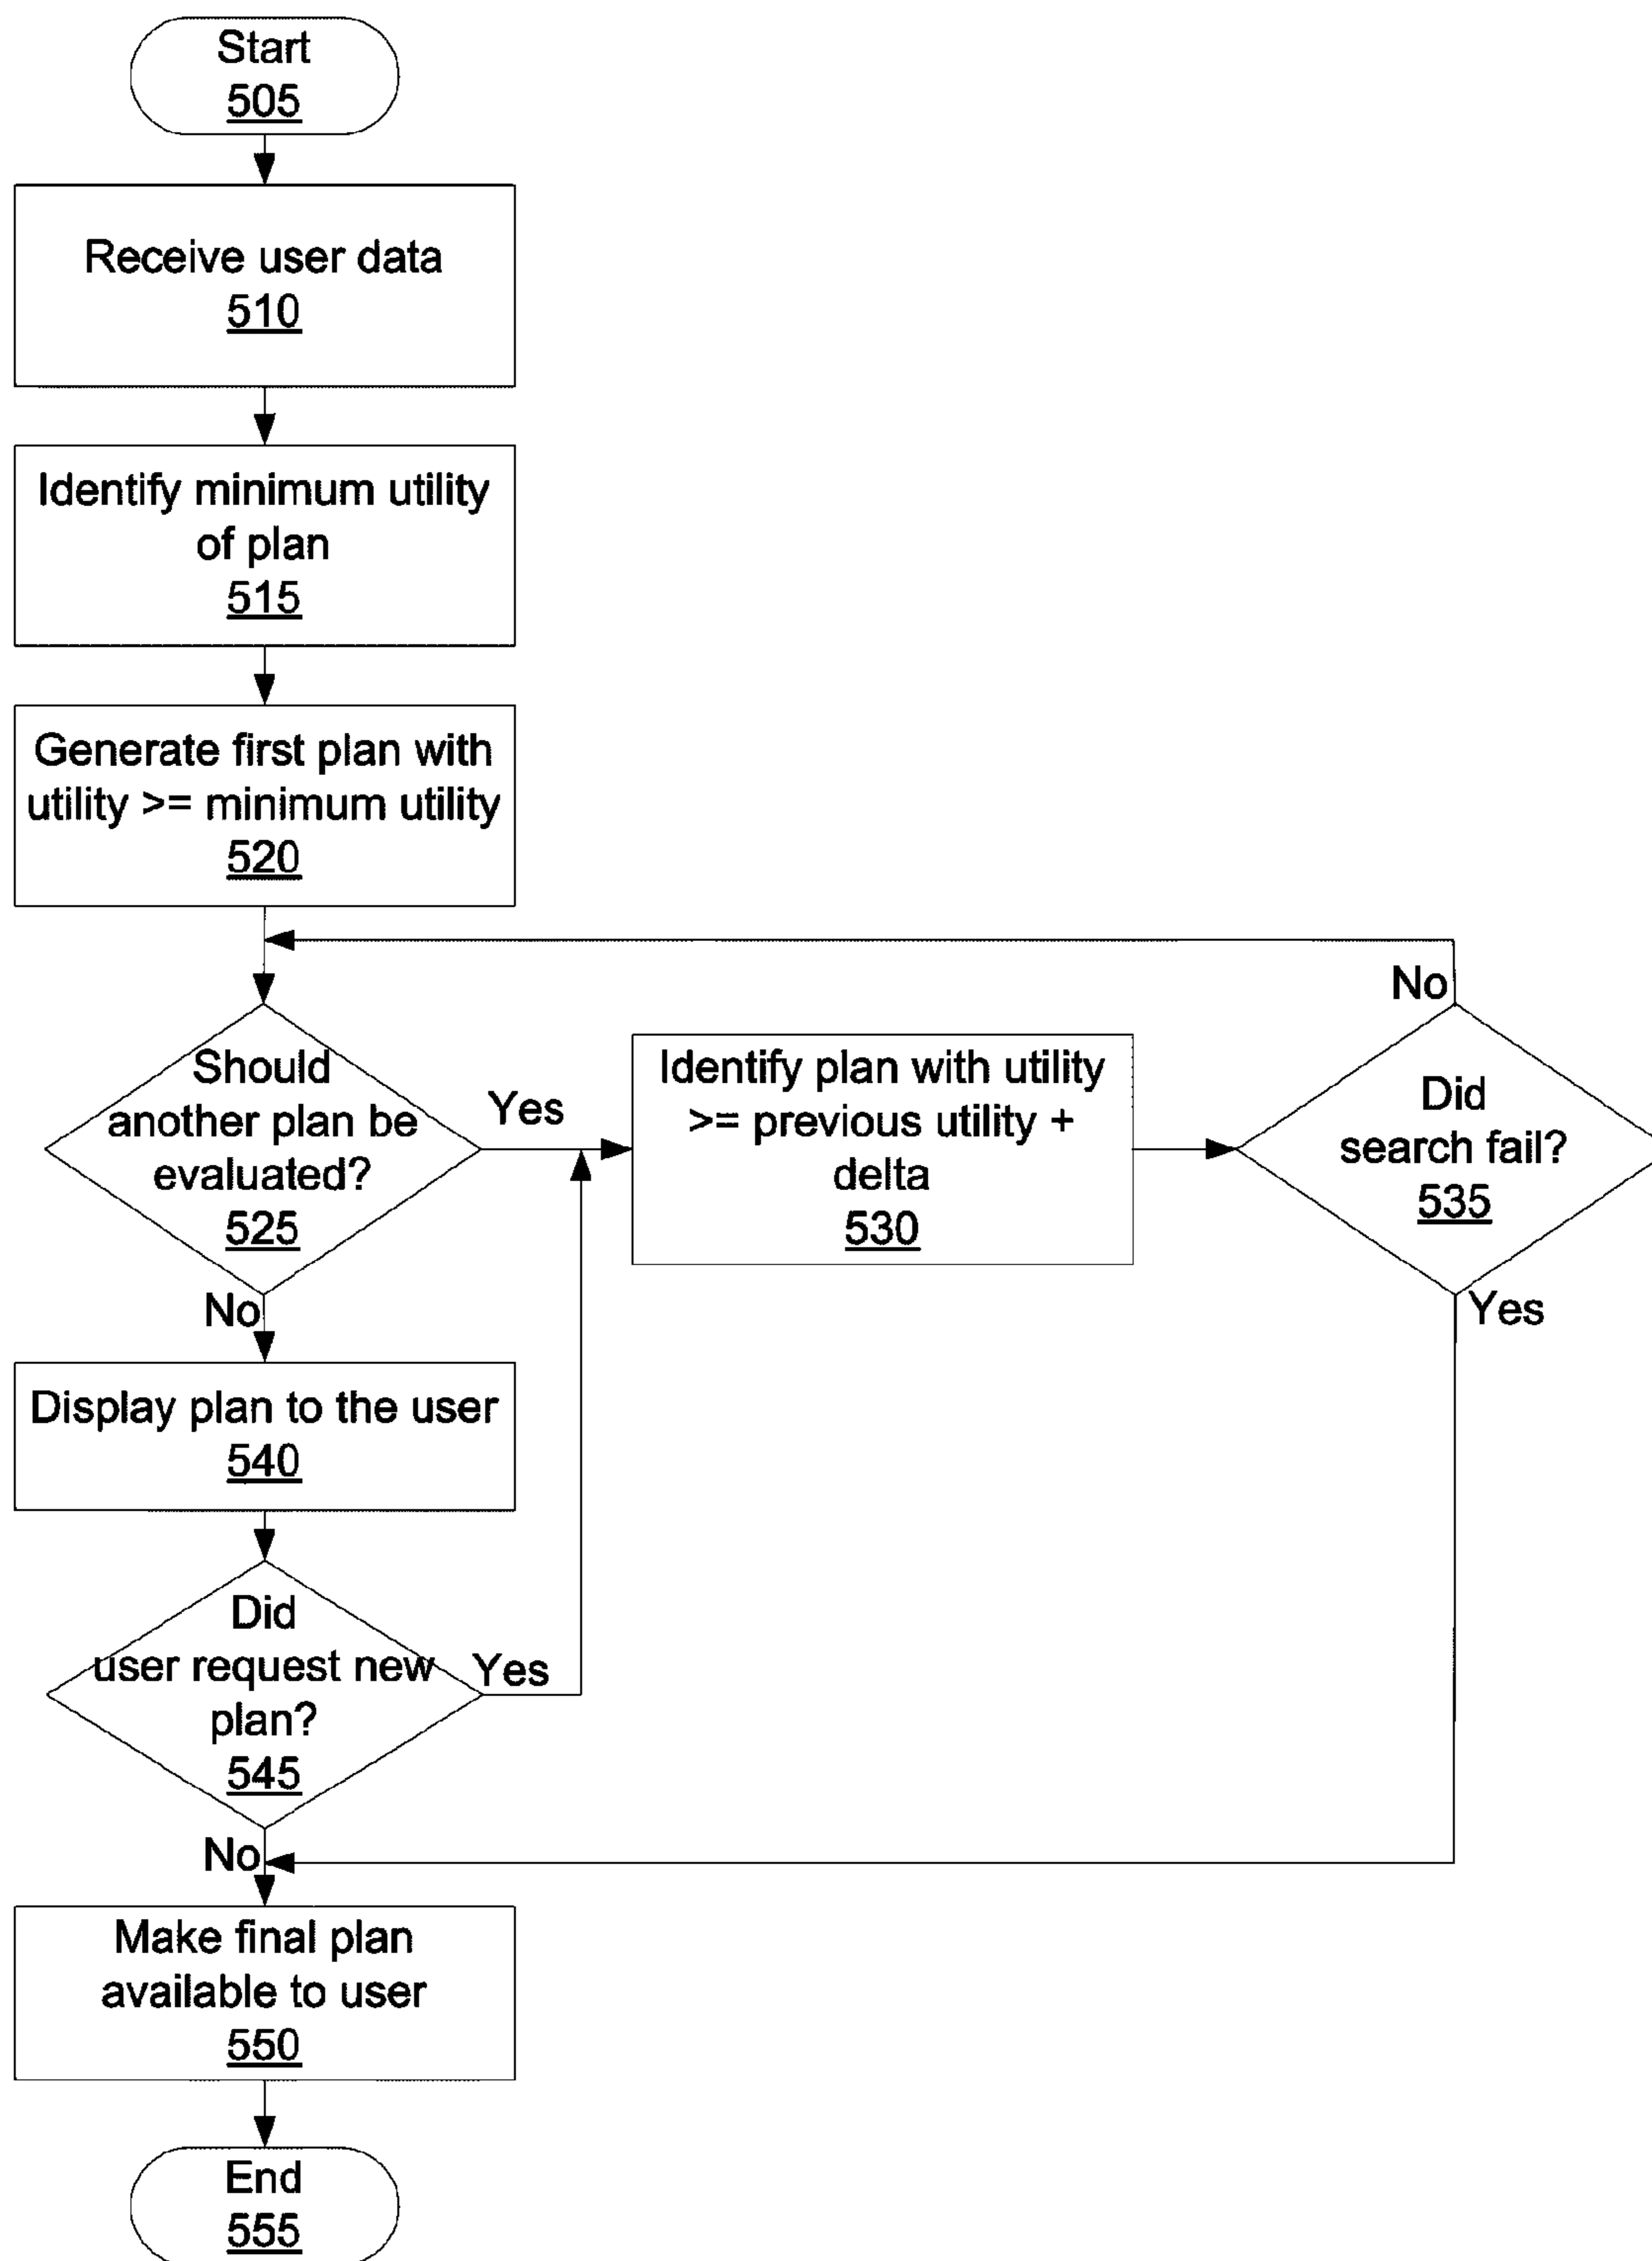 Start
505
Receive user data
510
Identify minimum utility
of plan
515
Generate first plan with
utility >= minimum utility
520
Should
another plan be
evaluated?
525
Yes
No
Identify plan with utility
>= previous utility +
delta
530
Did
search fail?
535
No
Yes
Display plan to the user
540
Did
user request new
plan?
545
Yes
No
Make final plan
available to user
550
End
555